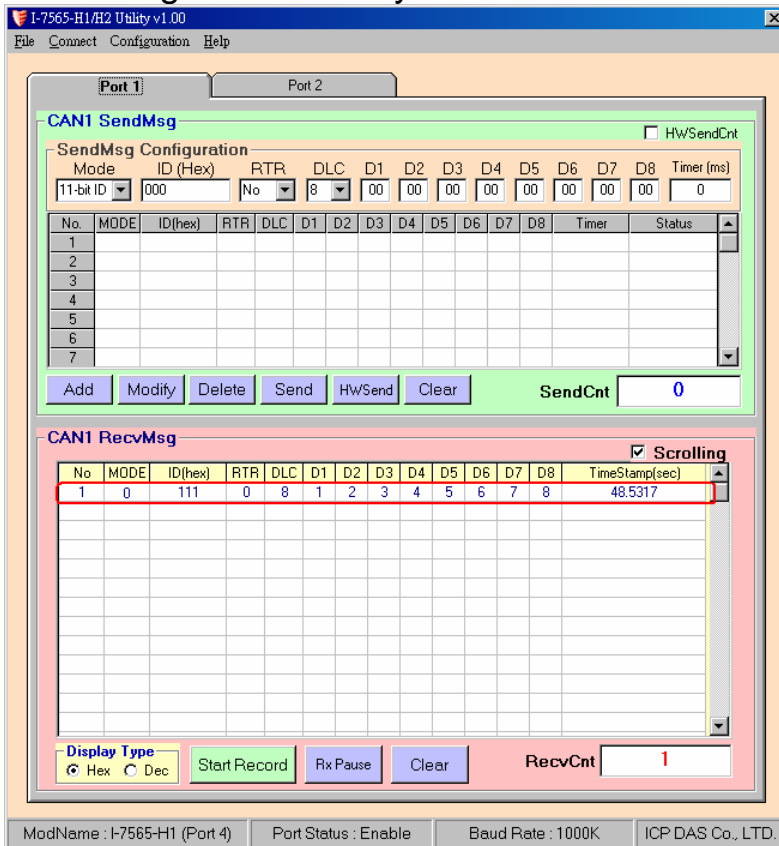 I-7565-H1/H2 Utility v1.00
File Connect Configuration Help
Port 1 Port 2
CAN1 SendMsg
HWSendCnt
SendMsg Configuration
Mode ID (Hex) RTR DLC D1 D2 D3 D4 D5 D6 D7 D8 Timer (ms)
11-bit ID 000 No 8 00 00 00 00 00 00 00 00 0
No. MODE ID(hex) RTR DLC D1 D2 D3 D4 D5 D6 D7 D8 Timer Status
1
2
3
4
5
6
7
Add Modify Delete Send HWSend Clear SendCnt 0
CAN1 RecvMsg
Scrolling
No MODE ID(hex) RTR DLC D1 D2 D3 D4 D5 D6 D7 D8 TimeStamp(sec)
1 0 111 0 8 1 2 3 4 5 6 7 8 48.5317
Display Type
Hex Dec Start Record Rx Pause Clear RecvCnt 1
ModName : I-7565-H1 (Port 4) Port Status : Enable Baud Rate : 1000K ICP DAS Co., LTD.